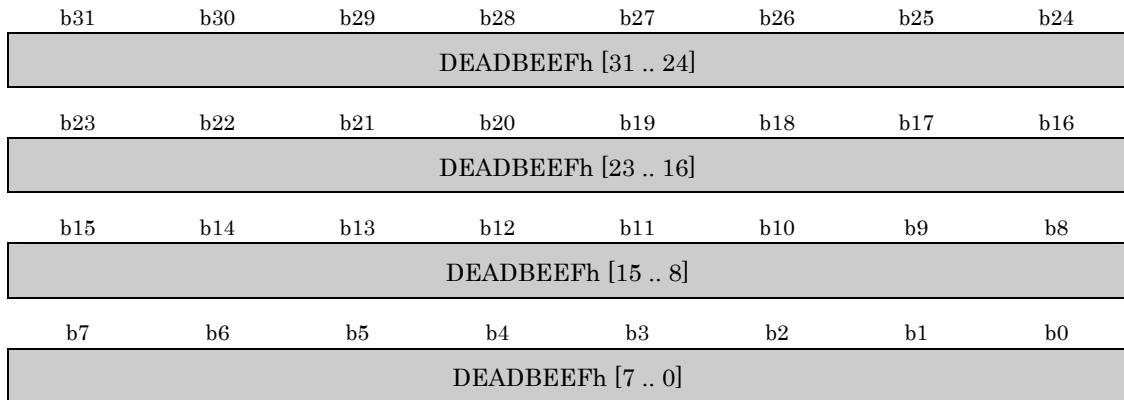 b31 b30 b29 b28 b27 b26 b25 b24
DEADBEEFh [31 .. 24]
b23 b22 b21 b20 b19 b18 b17 b16
DEADBEEFh [23 .. 16]
b15 b14 b13 b12 b11 b10 b9 b8
DEADBEEFh [15 .. 8]
b7 b6 b5 b4 b3 b2 b1 b0
DEADBEEFh [7 .. 0]